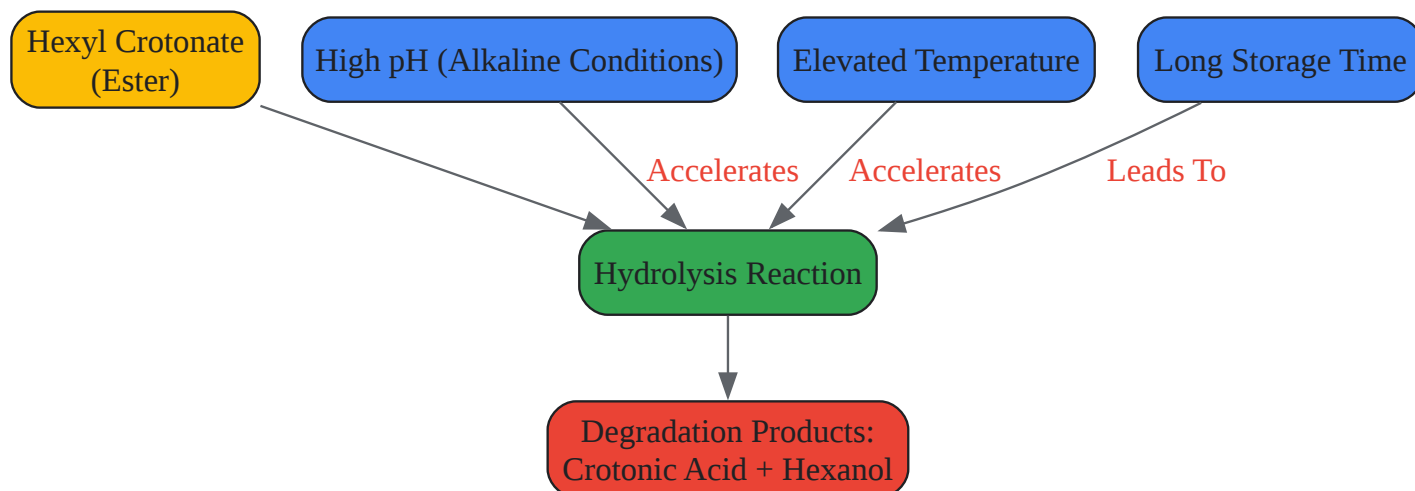 Hexyl Crotonate
(Ester)
High pH (Alkaline Conditions)
Elevated Temperature
Long Storage Time
Accelerates
Accelerates
Leads To
Hydrolysis Reaction
Degradation Products:
Crotonic Acid + Hexanol